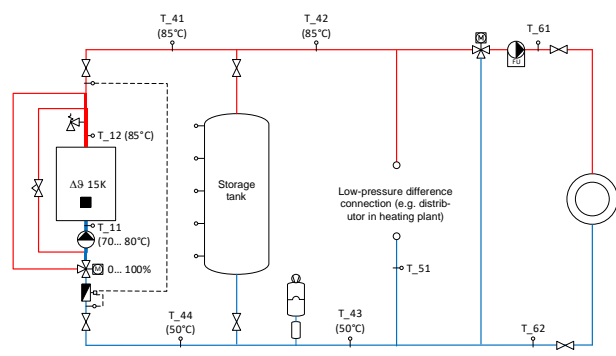 T_41
(85°C)
T_42
(85°C)
T_61
M
FU
T_12 (85°C)
Δϑ 15K
T_11
(70... 80°C)
M
0... 100%
Storage
tank
Low-pressure difference
connection (e.g. distrib-
utor in heating plant)
T_51
T_44
(50°C)
T_43
(50°C)
T_62